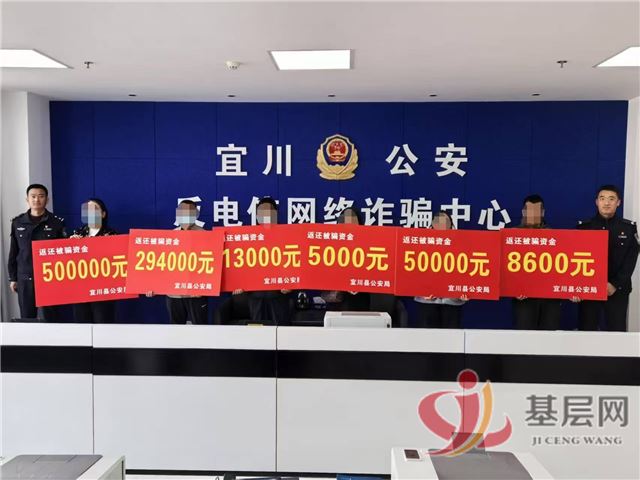 宜川 公安
反电信网络诈骗中心
返还被骗资金
500000元
宜川县公安局
返还被骗资金
294000元
宜川县公安局
返还被骗资金
13000元
宜川县公安局
返还被骗资金
5000元
宜川县公安局
返还被骗资金
50000元
宜川县公安局
返还被骗资金
8600元
宜川县公安局
基层网
JI CENG WANG